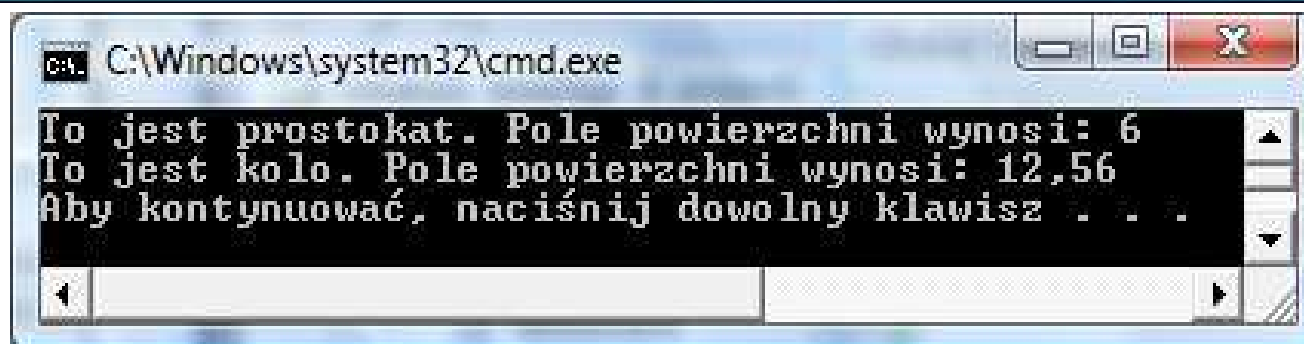 C:\Windows\system32\cmd.exe
To jest prostokat. Pole powierzchni wynosi: 6
To jest kolo. Pole powierzchni wynosi: 12,56
Aby kontynuować, naciśnij dowolny klawisz . . .